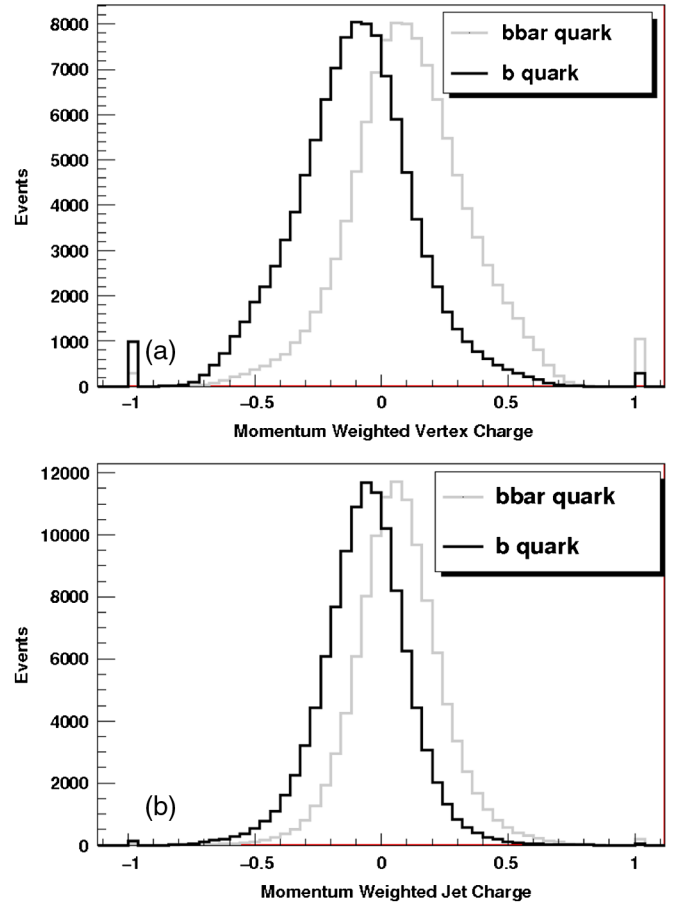 8000
7000
6000
5000
4000
3000
2000
1000
0
Events
bbar quark
b quark
(a)
−1 −0.5 0 0.5 1
Momentum Weighted Vertex Charge
12000
10000
8000
6000
4000
2000
0
Events
bbar quark
b quark
(b)
−1 −0.5 0 0.5 1
Momentum Weighted Jet Charge